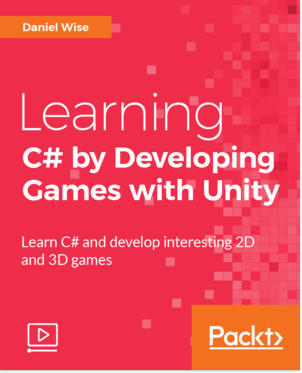 Daniel Wise
Learning
C# by Developing
Games with Unity
Learn C# and develop interesting 2D
and 3D games
Packt>